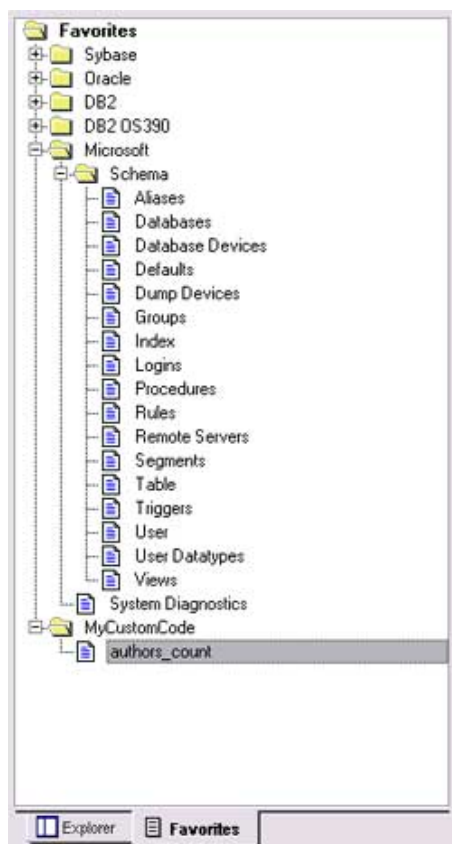 Favorites
Sybase
Oracle
DB2
DB2 OS390
Microsoft
Schema
Aliases
Databases
Database Devices
Defaults
Dump Devices
Groups
Index
Logins
Procedures
Rules
Remote Servers
Segments
Table
Triggers
User
User Datatypes
Views
System Diagnostics
MyCustomCode
authors_count
Explorer Favorites